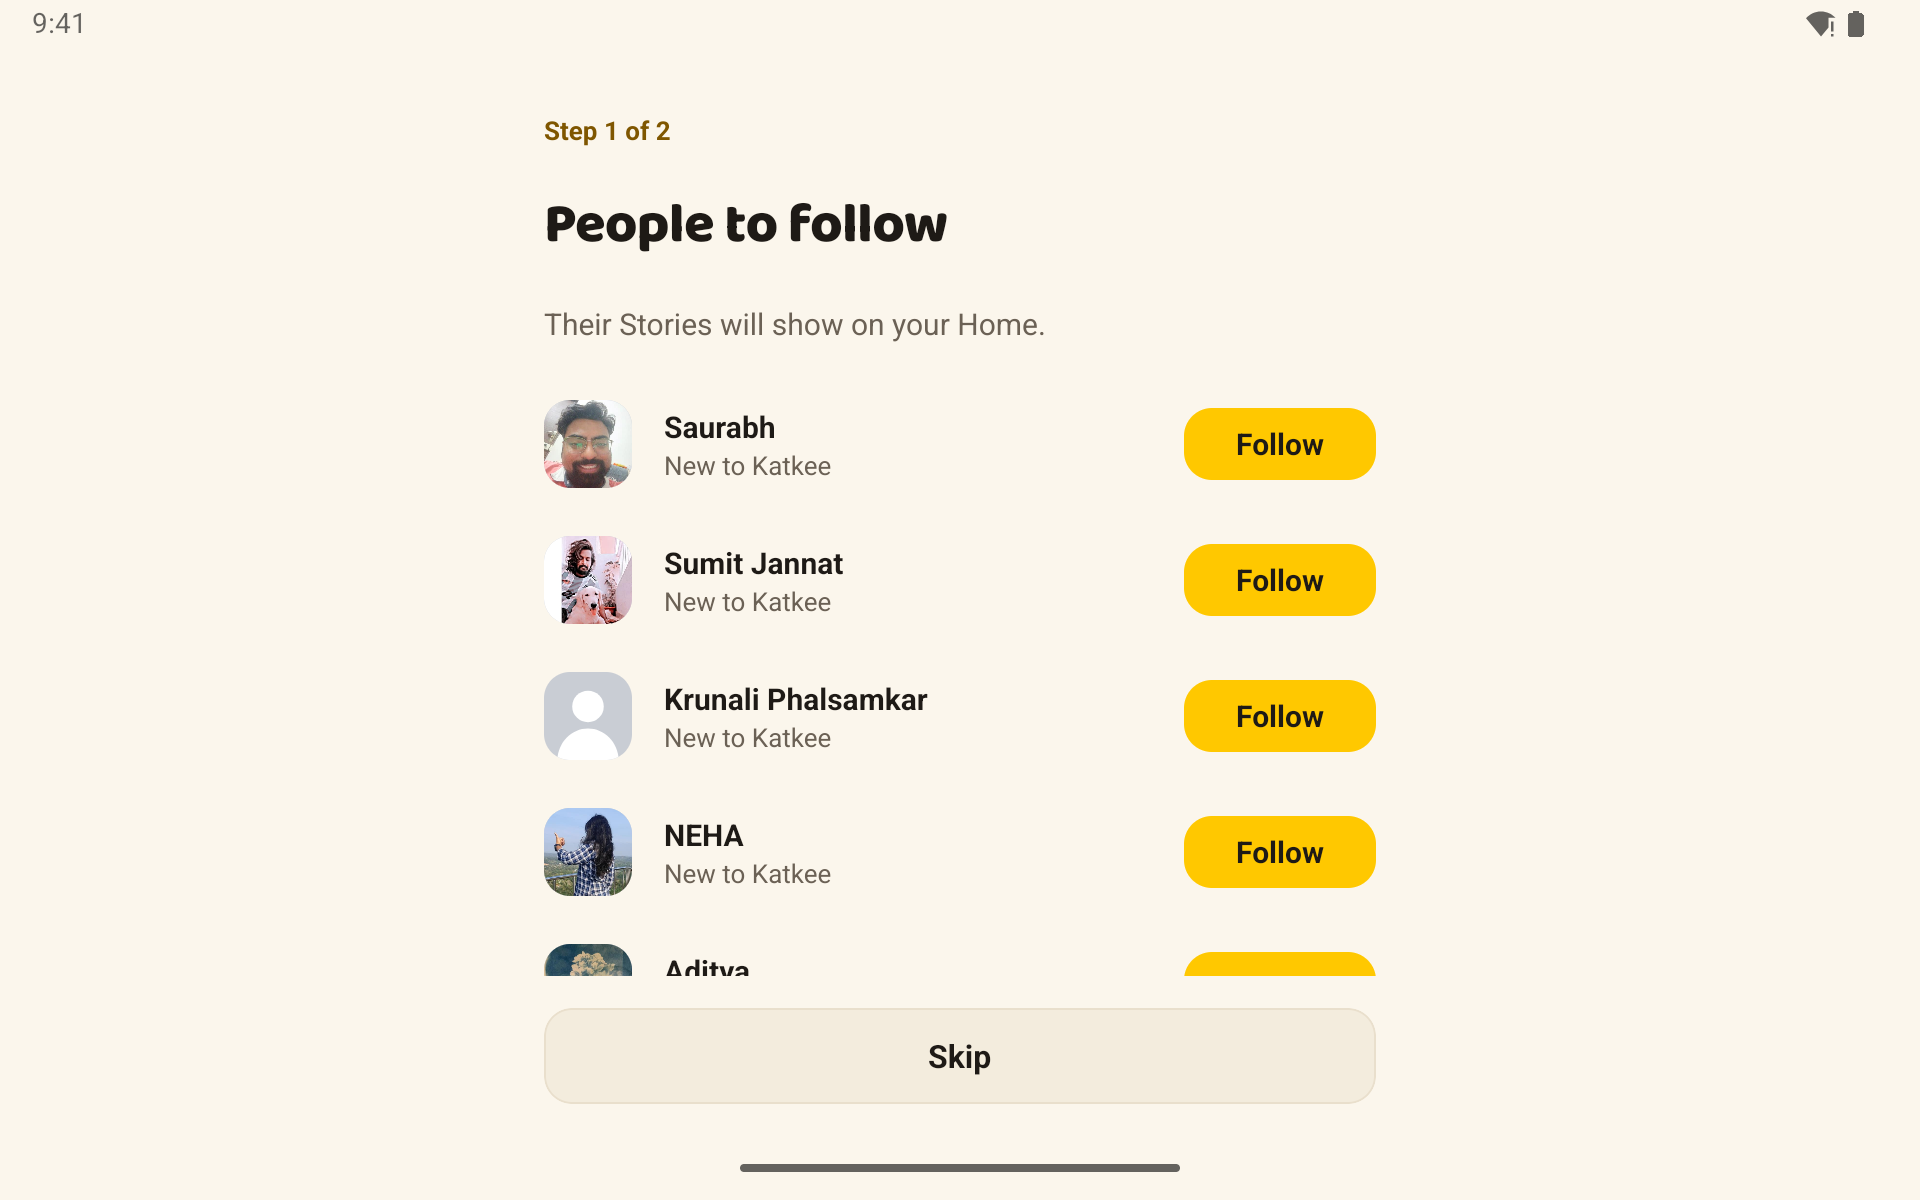 9:41
Step 1 of 2
People to follow
Their Stories will show on your Home.
Saurabh
New to Katkee
Follow
Sumit Jannat
New to Katkee
Follow
Krunali Phalsamkar
New to Katkee
Follow
NEHA
New to Katkee
Follow
Aditya
Skip